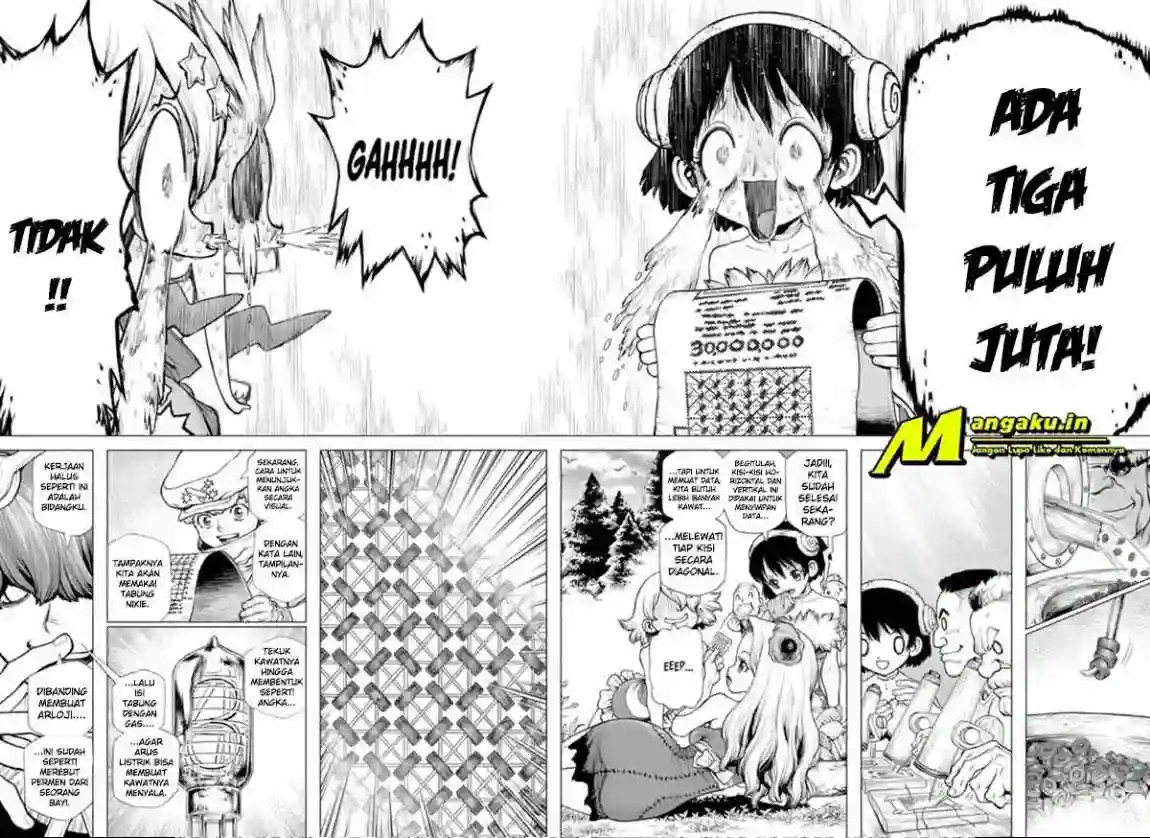 ADA
TIGA
PULUH
JUTA!
30,000,000
GAHHHH!
TIDAK
!!
Mangaku.in
Jangan Lupa Like dan Komennya
JADIII,
KITA
SUDAH
SELESAI
SEKA-
RANG?
BEGITULAH,
KISI-KISI HO-
RIZONTAL DAN
VERTIKAL INI
DIPAKAI UNTUK
MENYIMPAN
DATA....
...TAPI UNTUK
MEMUAT DATA,
KITA BUTUH
LEBIH BANYAK
KAWAT....
...MELEWATI
TIAP KISI
SECARA
DIAGONAL.
EEEP....
SEKARANG,
CARA UNTUK
MENUNJUK-
KAN ANGKA
SECARA
VISUAL.
DENGAN
KATA LAIN,
TAMPILAN-
NYA.
TAMPAKNYA
KITA AKAN
MEMAKAI
TABUNG
NIXIE.
TEKUK
KAWATNYA
HINGGA
MEMBENTUK
SEPERTI
ANGKA...
...LALU
ISI
TABUNG
DENGAN
GAS....
...AGAR
ARUS
LISTRIK BISA
MEMBUAT
KAWATNYA
MENYALA.
KERJAAN
HALUS
SEPERTI INI
ADALAH
BIDANGKU.
DIBANDING
MEMBUAT
ARLOJI....
...INI SUDAH
SEPERTI
MEREBUT
PERMEN DARI
SEORANG
BAYI.